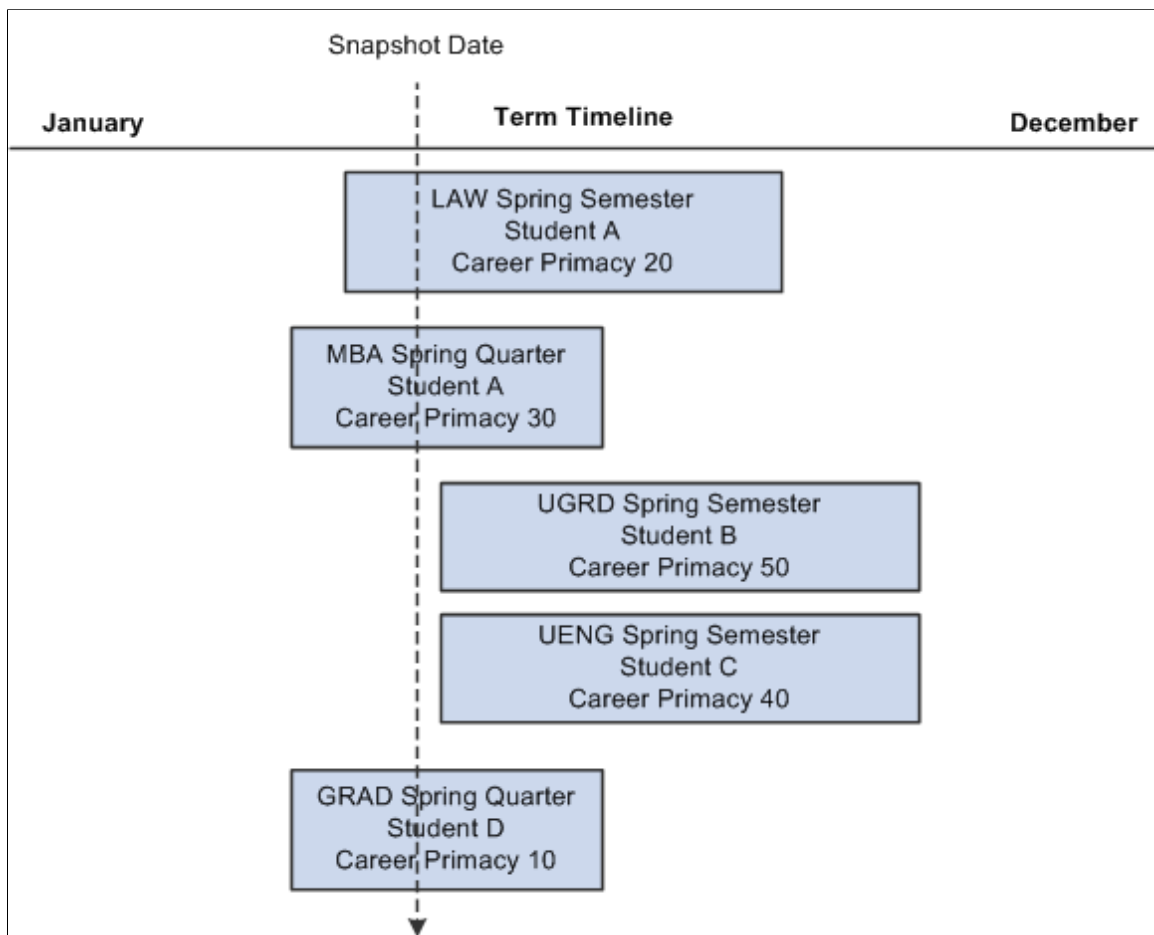 Snapshot Date
January
Term Timeline
December
LAW Spring Semester
Student A
Career Primacy 20
MBA Spring Quarter
Student A
Career Primacy 30
UGRD Spring Semester
Student B
Career Primacy 50
UENG Spring Semester
Student C
Career Primacy 40
GRAD Spring Quarter
Student D
Career Primacy 10